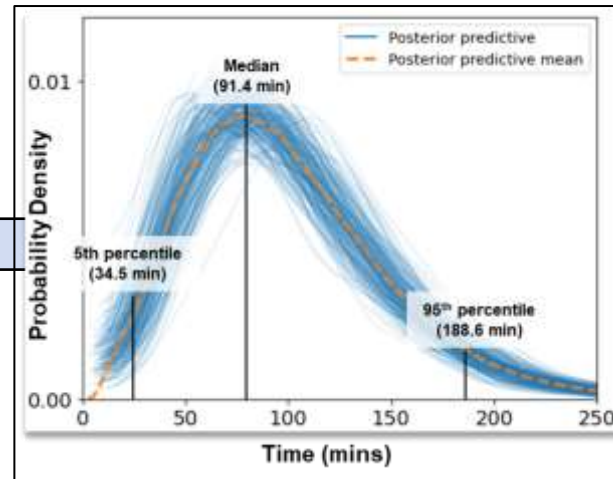 Posterior predictive
Posterior predictive mean
Median
(91.4 min)
0.01
5th percentile
(34.5 min)
95th percentile
(188.6 min)
0.00
0 50 100 150 200 250
Probability Density
Time (mins)